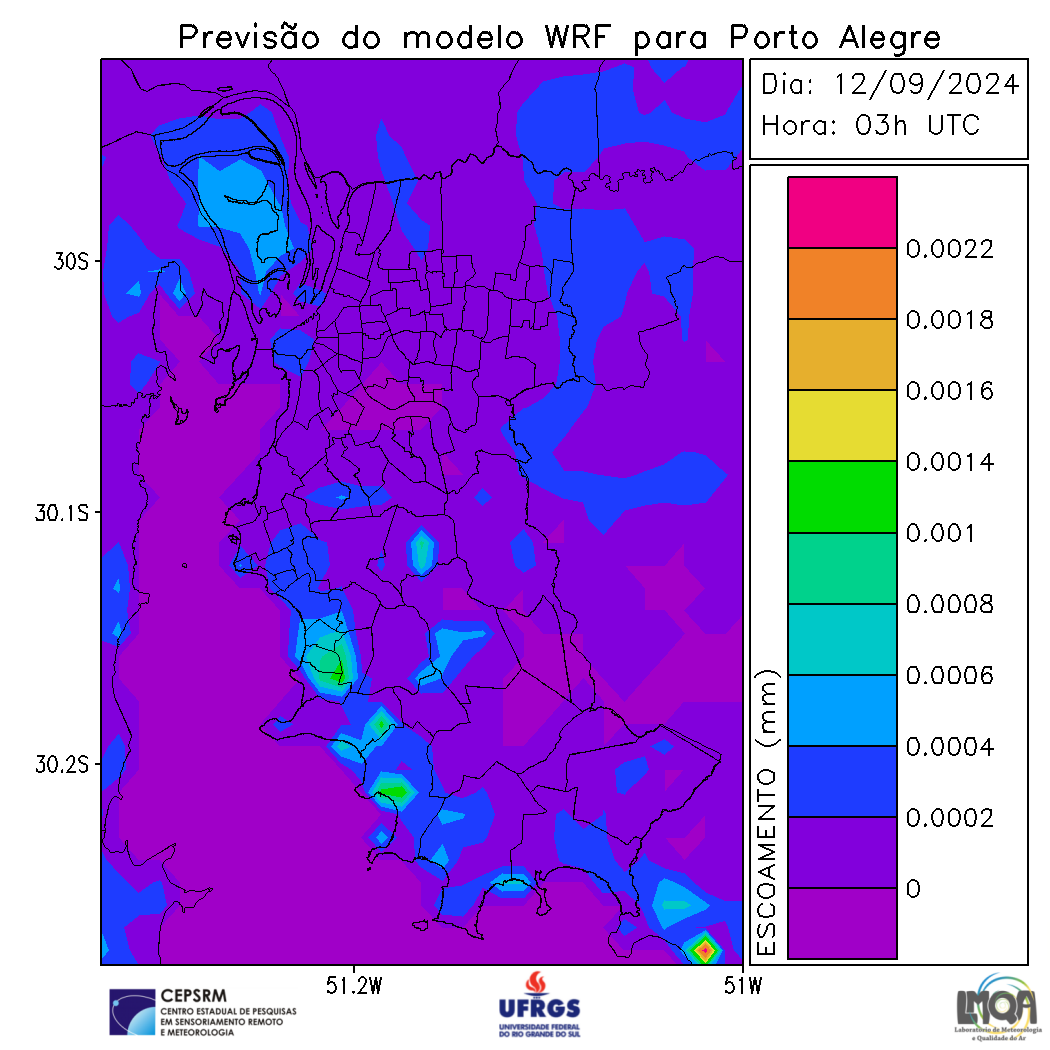 Previsão do modelo WRF para Porto Alegre
Dia: 12/09/2024
Hora: 03h UTC
30S
30.1S
30.2S
51.2W
51W
ESCOAMENTO (mm)
0.0022
0.0018
0.0016
0.0014
0.001
0.0008
0.0006
0.0004
0.0002
0
CEPSRM
CENTRO ESTADUAL DE PESQUISAS
EM SENSORIAMENTO REMOTO
E METEOROLOGIA
UFRGS
UNIVERSIDADE FEDERAL
DO RIO GRANDE DO SUL
LMQA
Laboratório de Meteorologia
e Qualidade do Ar